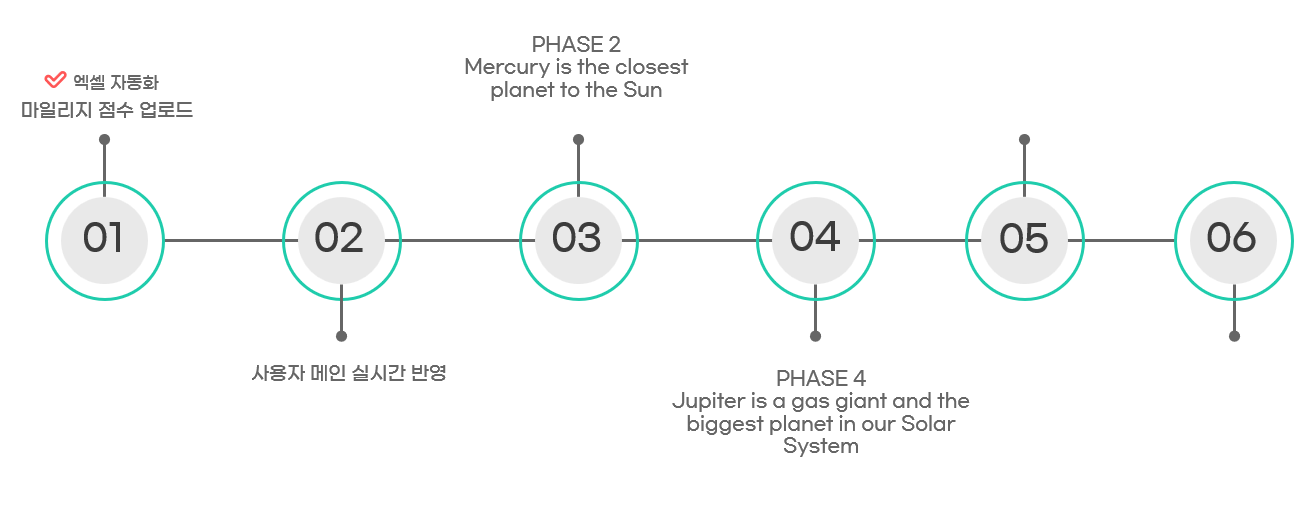 엑셀 자동화
마일리지 점수 업로드
01
사용자 메인 실시간 반영
02
PHASE 2
Mercury is the closest
planet to the Sun
03
04
PHASE 4
Jupiter is a gas giant and the
biggest planet in our Solar
System
05
06